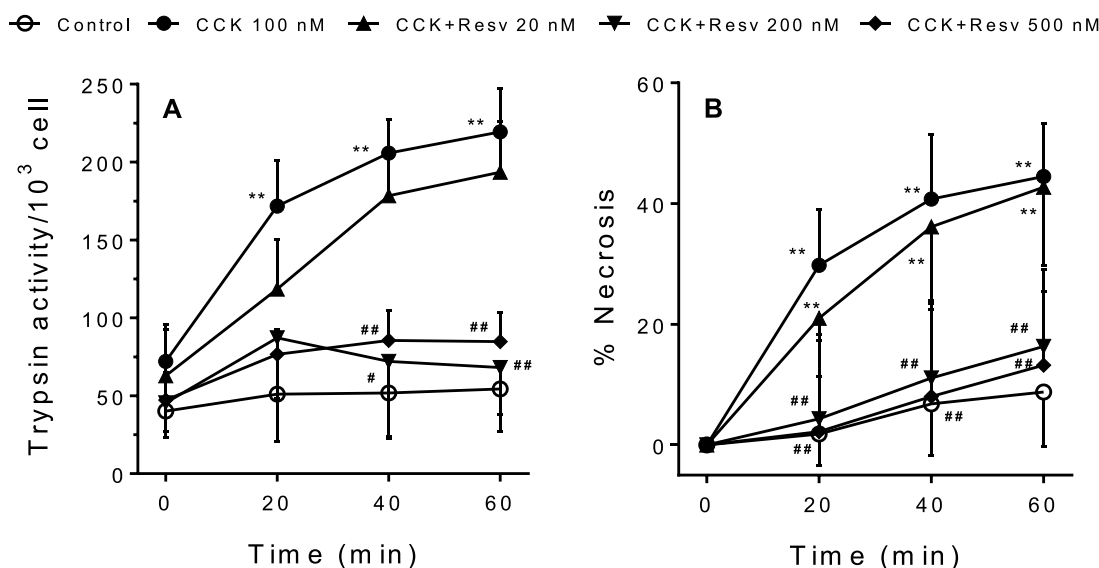 Control CCK 100 nM CCK+Resv 20 nM CCK+Resv 200 nM CCK+Resv 500 nM
A
Trypsin activity/10³ cell
250
200
150
100
50
0
** ** **
## ##
# ##
0 20 40 60
Time (min)
B
% Necrosis
60
40
20
0
** ** **
** ** **
## ## ##
## ## ##
0 20 40 60
Time (min)